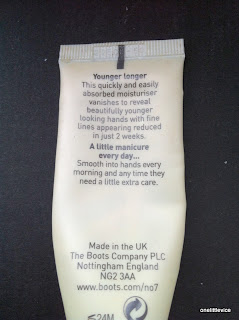 Younger longer
This quickly and easily
absorbed moisturiser
vanishes to reveal
beautifully younger
looking hands with fine
lines appearing reduced
in just 2 weeks.
A little manicure
every day...
Smooth into hands every
morning and any time they
need a little extra care.
Made in the UK
The Boots Company PLC
Nottingham England
NG2 3AA
www.boots.com/no7
24M
onelittlevice